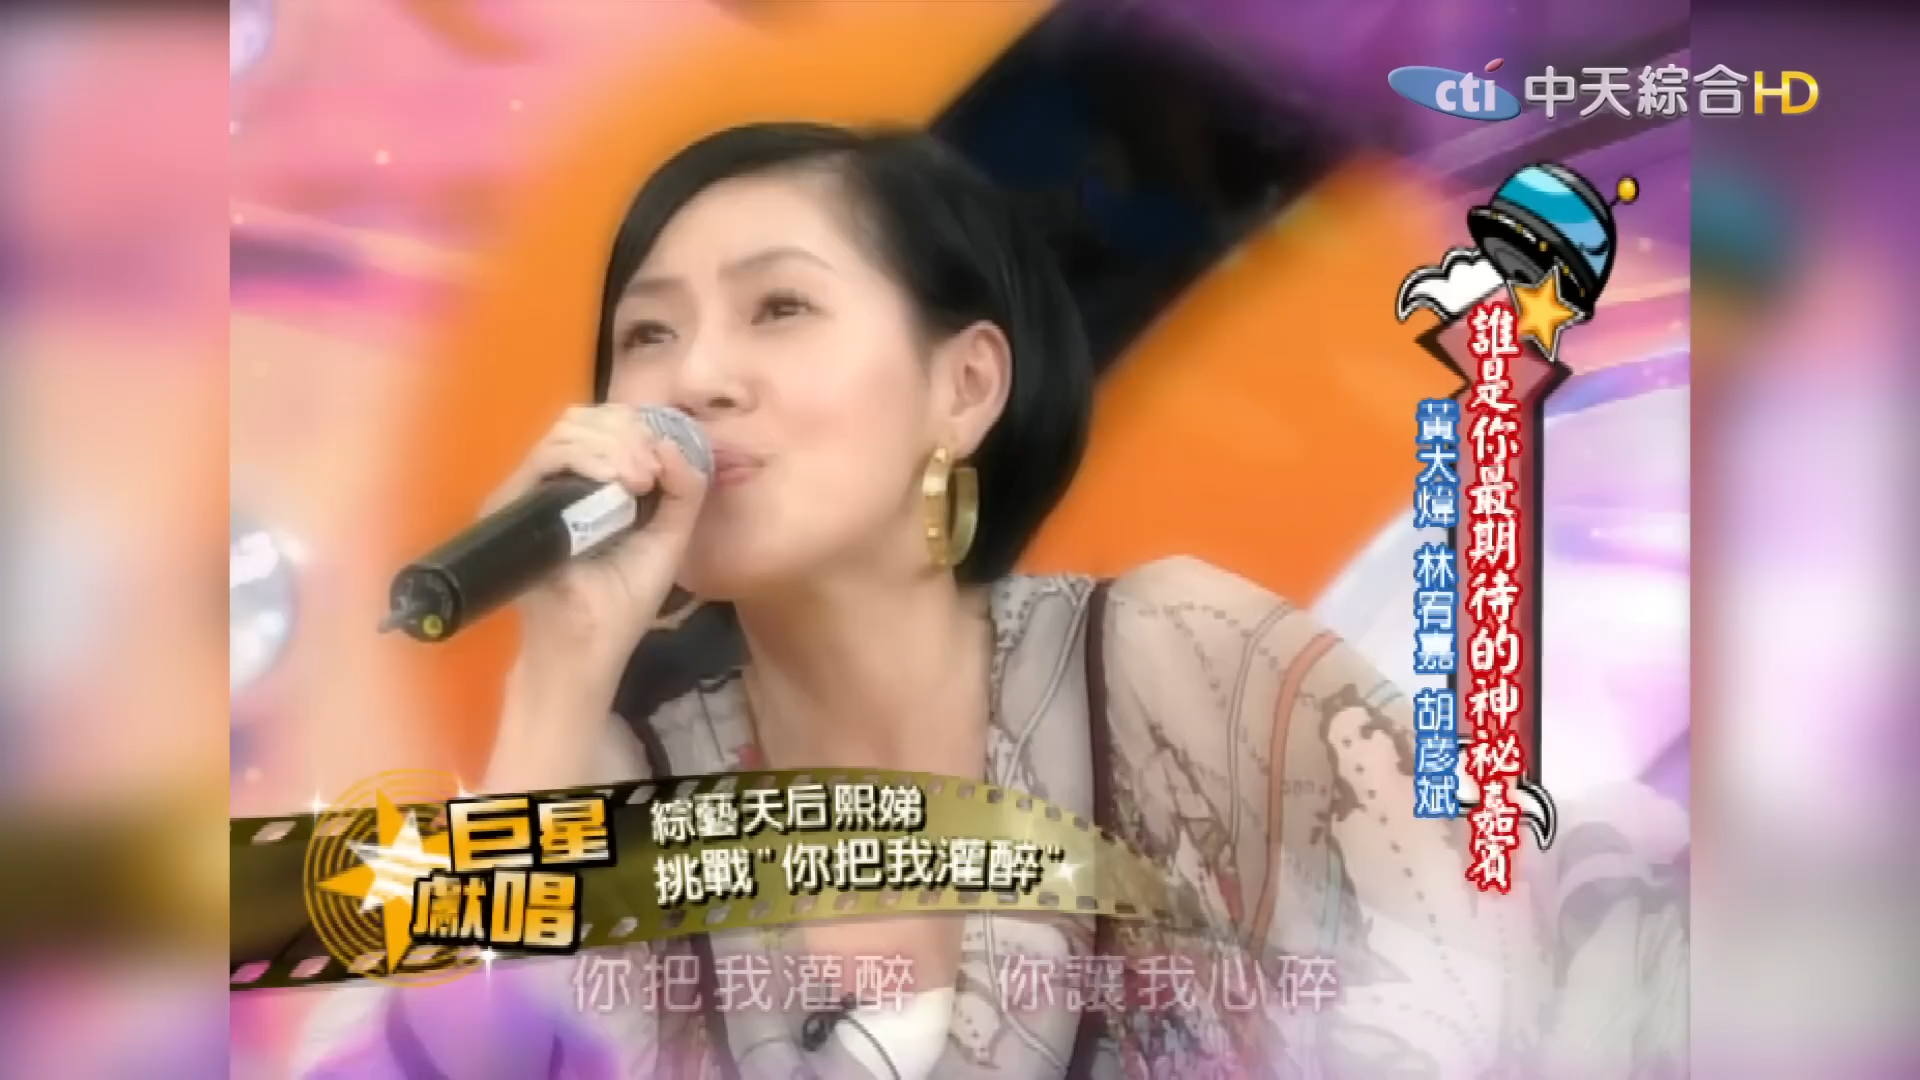 cti 中天綜合HD
誰是你最期待的神祕嘉賓
黃大煒 林宥嘉 胡彥斌
巨星
獻唱
綜藝天后熙娣
挑戰"你把我灌醉"
你把我灌醉 你讓我心碎